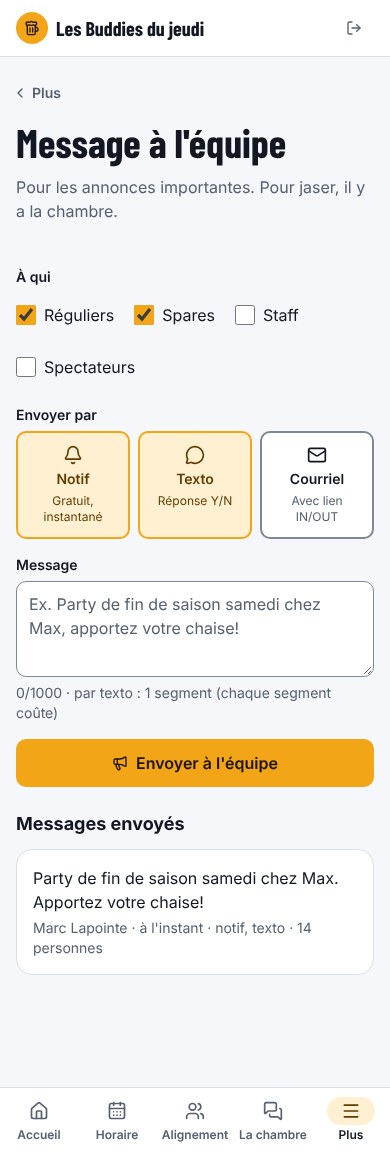 Les Buddies du jeudi
Plus
Message à l'équipe
Pour les annonces importantes. Pour jaser, il y
a la chambre.
À qui
Réguliers
Spares
Staff
Spectateurs
Envoyer par
Notif
Gratuit,
instantané
Texto
Réponse Y/N
Courriel
Avec lien
IN/OUT
Message
Ex. Party de fin de saison samedi chez
Max, apportez votre chaise!
0/1000 · par texto : 1 segment (chaque segment
coûte)
Envoyer à l'équipe
Messages envoyés
Party de fin de saison samedi chez Max.
Apportez votre chaise!
Marc Lapointe · à l'instant · notif, texto · 14
personnes
Accueil
Horaire
Alignement
La chambre
Plus